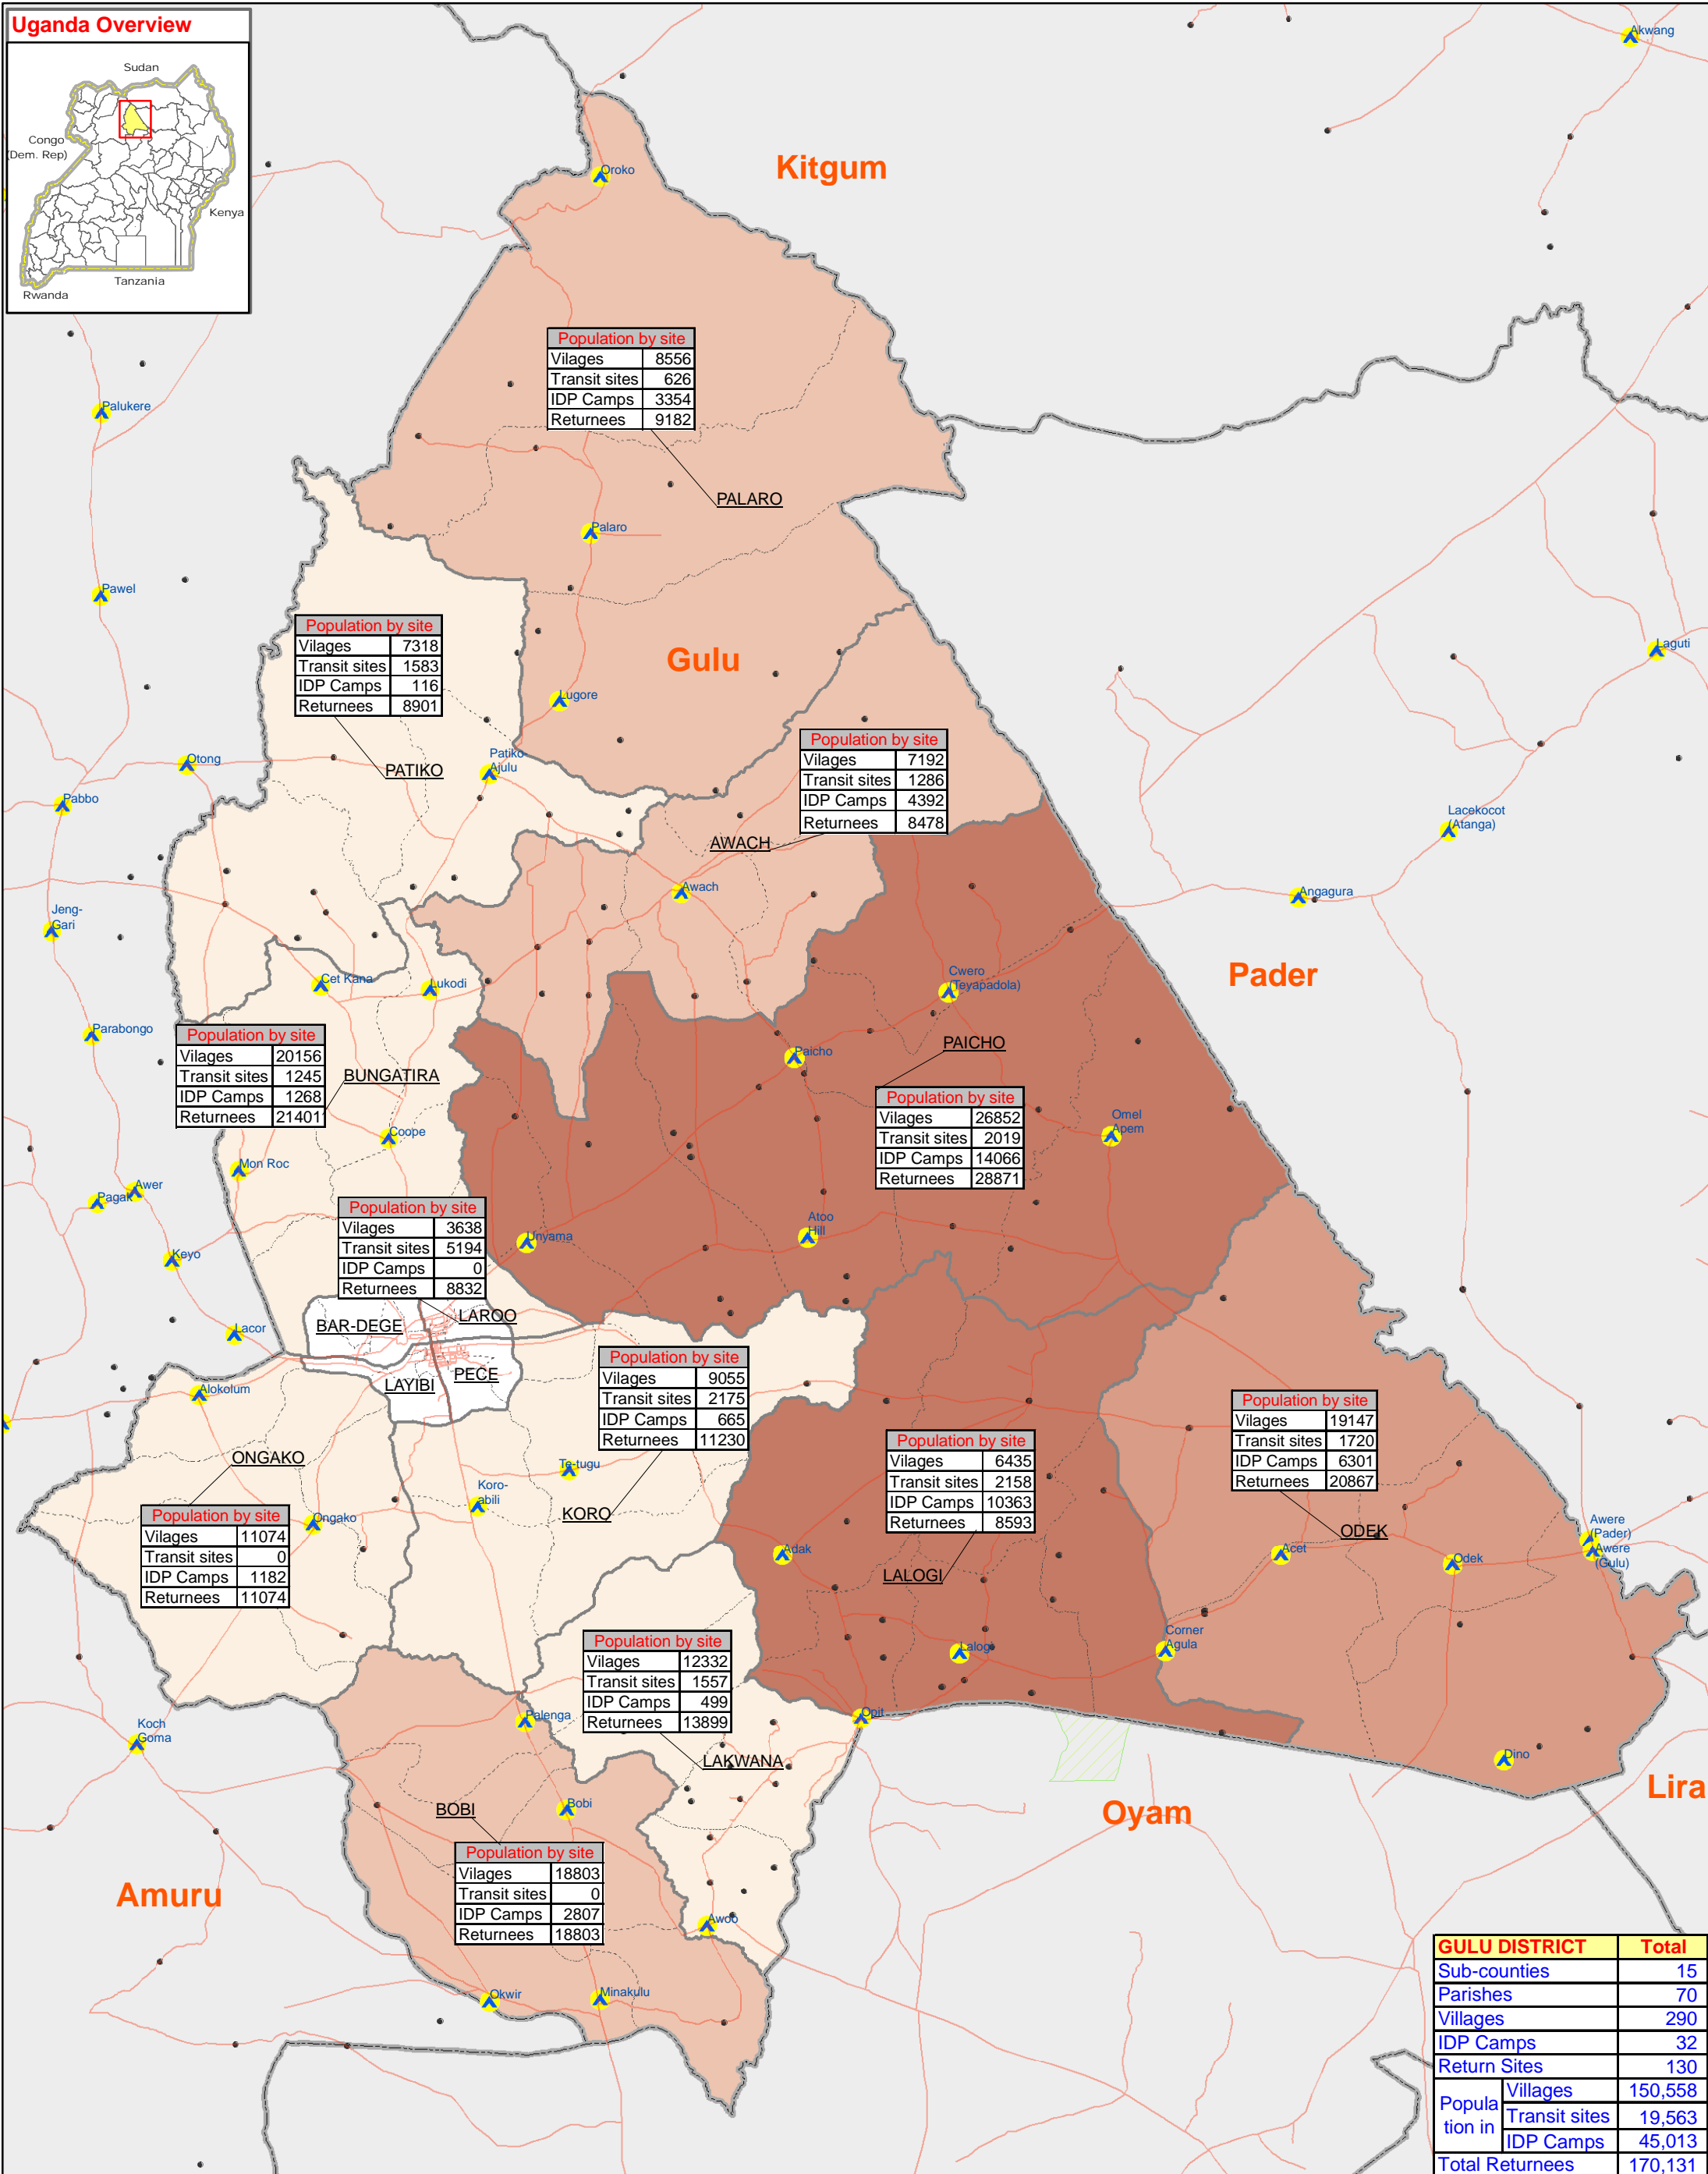 Uganda Overview
Sudan
Congo
(Dem. Rep)
Kenya
Tanzania
Rwanda
Akwang
Kitgum
Oroko
Population by site
Vilages 8556
Transit sites 626
IDP Camps 3354
Returnees 9182
PALARO
Palukere
Palaro
Pawel
Population by site
Vilages 7318
Transit sites 1583
IDP Camps 116
Returnees 8901
PATIKO
Gulu
Laguti
Lugore
Otong
Patiko-
Ajulu
Pabbo
Population by site
Vilages 7192
Transit sites 1286
IDP Camps 4392
Returnees 8478
AWACH
Lacekocot
(Atanga)
Awach
Angagura
Jeng-
Gari
Pader
Cet Kana
Lukodi
Cwero
(Teyapadola)
Parabongo
Population by site
Vilages 20156
Transit sites 1245
IDP Camps 1268
Returnees 21401
BUNGATIRA
Paicho
PAICHO
Population by site
Vilages 26852
Transit sites 2019
IDP Camps 14066
Returnees 28871
Omel
Apem
Coope
Mon Roc
Awer
Pagak
Population by site
Vilages 3638
Transit sites 5194
IDP Camps 0
Returnees 8832
Unyama
Atoo
Hill
Keyo
Lacor
BAR-DEGE
LAROO
PECE
LAYIBI
Alokolum
Population by site
Vilages 9055
Transit sites 2175
IDP Camps 665
Returnees 11230
Population by site
Vilages 19147
Transit sites 1720
IDP Camps 6301
Returnees 20867
Population by site
Vilages 6435
Transit sites 2158
IDP Camps 10363
Returnees 8593
ONGAKO
Te-tugu
Koro-
abili
KORO
Population by site
Vilages 11074
Transit sites 0
IDP Camps 1182
Returnees 11074
Ongako
ODEK
Awere
(Pader)
Awere
(Gulu)
Adak
Acet
Odek
LALOGI
Lalogi
Corner
Agula
Population by site
Vilages 12332
Transit sites 1557
IDP Camps 499
Returnees 13899
Opit
Palenga
Koch
Goma
LAKWANA
Dino
Lira
Bobi
BOBI
Oyam
Population by site
Vilages 18803
Transit sites 0
IDP Camps 2807
Returnees 18803
Amuru
Awoo
Okwir
Minakulu
GULU DISTRICT Total
Sub-counties 15
Parishes 70
Villages 290
IDP Camps 32
Return Sites 130
Popula
tion in
Villages 150,558
Transit sites 19,563
IDP Camps 45,013
Total Returnees 170,131